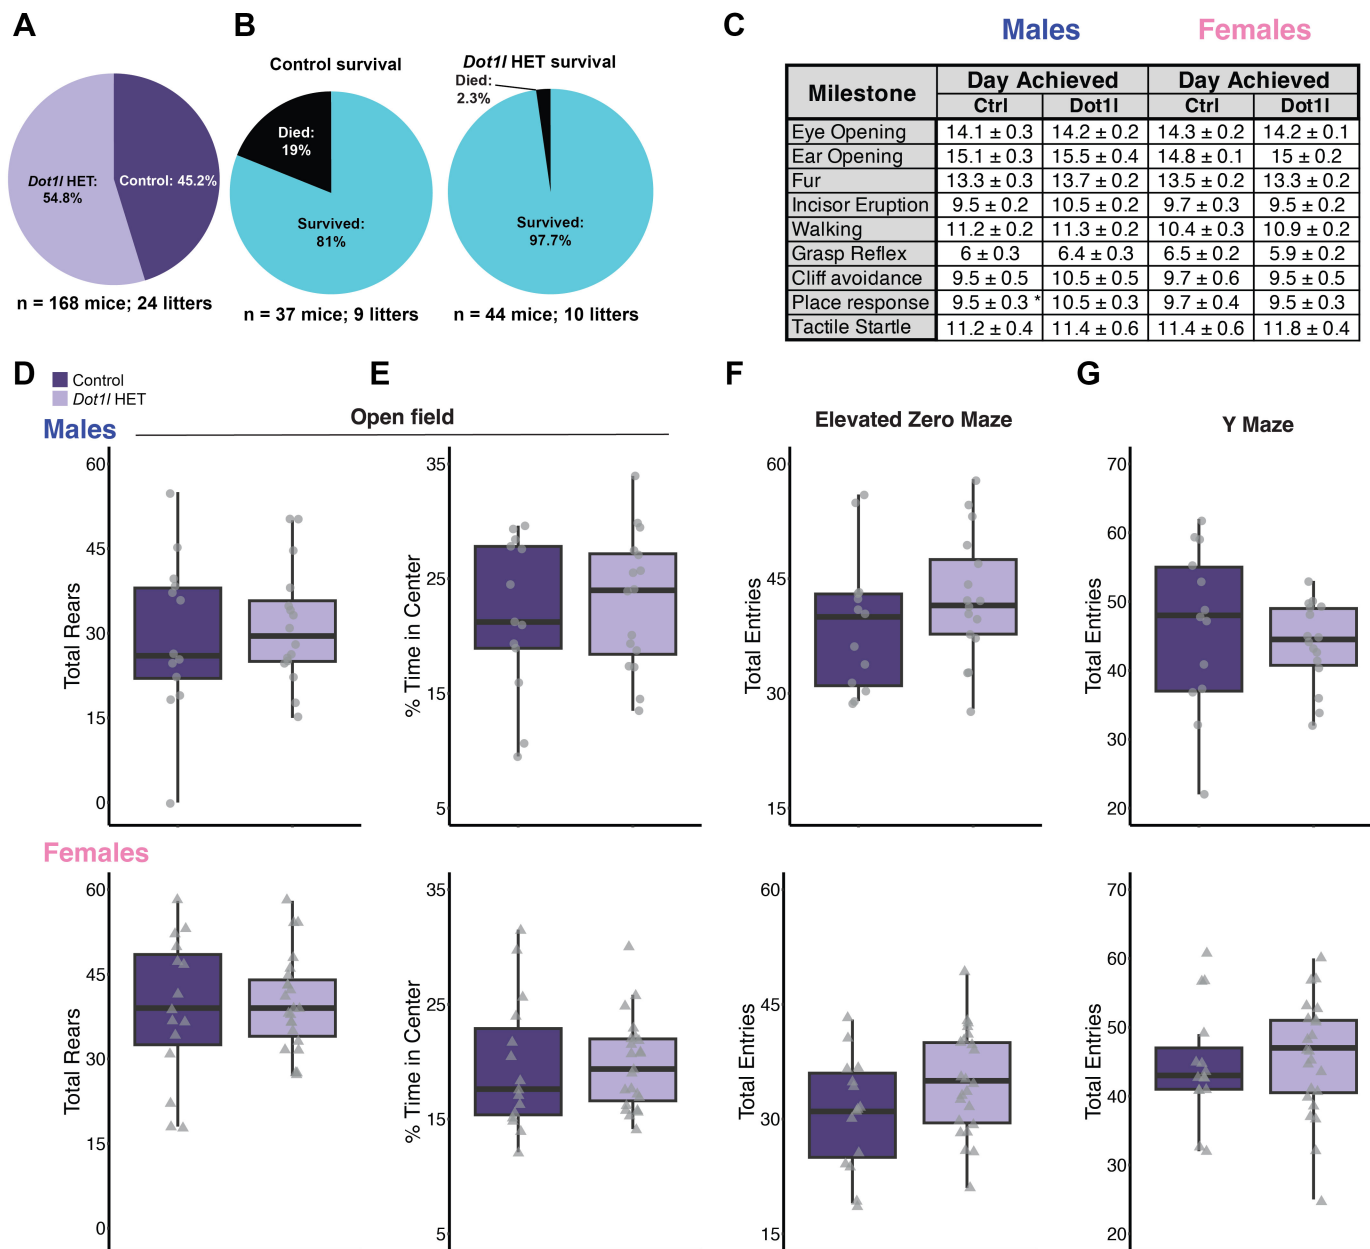 A
B
C
Males
Females
Control survival
Dot1l HET survival
Died:
2.3%
Died:
19%
Dot1l HET:
54.8%
Control: 45.2%
Survived:
81%
Survived:
97.7%
n = 168 mice; 24 litters
n = 37 mice; 9 litters
n = 44 mice; 10 litters
Milestone Day Achieved Day Achieved
Ctrl Dot1l Ctrl Dot1l
Eye Opening 14.1 ± 0.3 14.2 ± 0.2 14.3 ± 0.2 14.2 ± 0.1
Ear Opening 15.1 ± 0.3 15.5 ± 0.4 14.8 ± 0.1 15 ± 0.2
Fur 13.3 ± 0.3 13.7 ± 0.2 13.5 ± 0.2 13.3 ± 0.2
Incisor Eruption 9.5 ± 0.2 10.5 ± 0.2 9.7 ± 0.3 9.5 ± 0.2
Walking 11.2 ± 0.2 11.3 ± 0.2 10.4 ± 0.3 10.9 ± 0.2
Grasp Reflex 6 ± 0.3 6.4 ± 0.3 6.5 ± 0.2 5.9 ± 0.2
Cliff avoidance 9.5 ± 0.5 10.5 ± 0.5 9.7 ± 0.6 9.5 ± 0.5
Place response 9.5 ± 0.3 * 10.5 ± 0.3 9.7 ± 0.4 9.5 ± 0.3
Tactile Startle 11.2 ± 0.4 11.4 ± 0.6 11.4 ± 0.6 11.8 ± 0.4
D
Control
Dot1l HET
E
F
G
Males
Open field
Elevated Zero Maze
Y Maze
Total Rears
60
45
30
15
0
% Time in Center
35
25
15
5
Total Entries
60
45
30
15
Total Entries
70
60
50
40
30
20
Females
Total Rears
60
45
30
15
0
% Time in Center
35
25
15
5
Total Entries
60
45
30
15
Total Entries
70
60
50
40
30
20